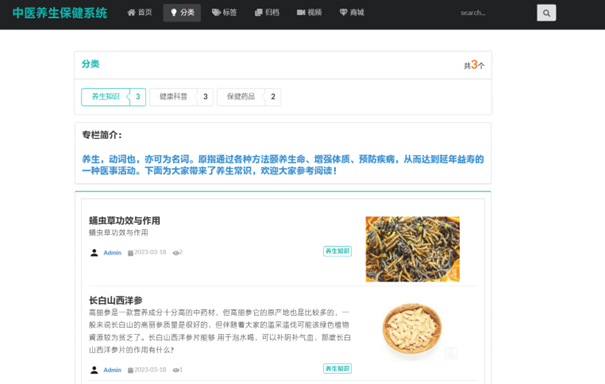 中医养生保健系统 首页 分类 标签 归档 视频 商城 search...
分类 共3个
养生知识 3 健康科普 3 保健药品 2
专栏简介：
养生，动词也，亦可为名词。原指通过各种方法颐养生命、增强体质、预防疾病，从而达到延年益寿的
一种医事活动。下面为大家带来了养生常识，欢迎大家参考阅读！
蛹虫草功效与作用
蛹虫草功效与作用
Admin 2023-03-18 2 养生知识
长白山西洋参
高丽参是一款营养成分十分高的中药材，但高丽参它的原产地也是比较多的，一
般来说长白山的高丽参质量是很好的，但伴随着大家的滥采滥伐可能该绿色植物
資源较为贫乏了。长白山西洋参片能够 用于泡水喝，可以补阴补气血，那麼长白
山西洋参片的作用有什么？
Admin 2023-03-18 1 养生知识